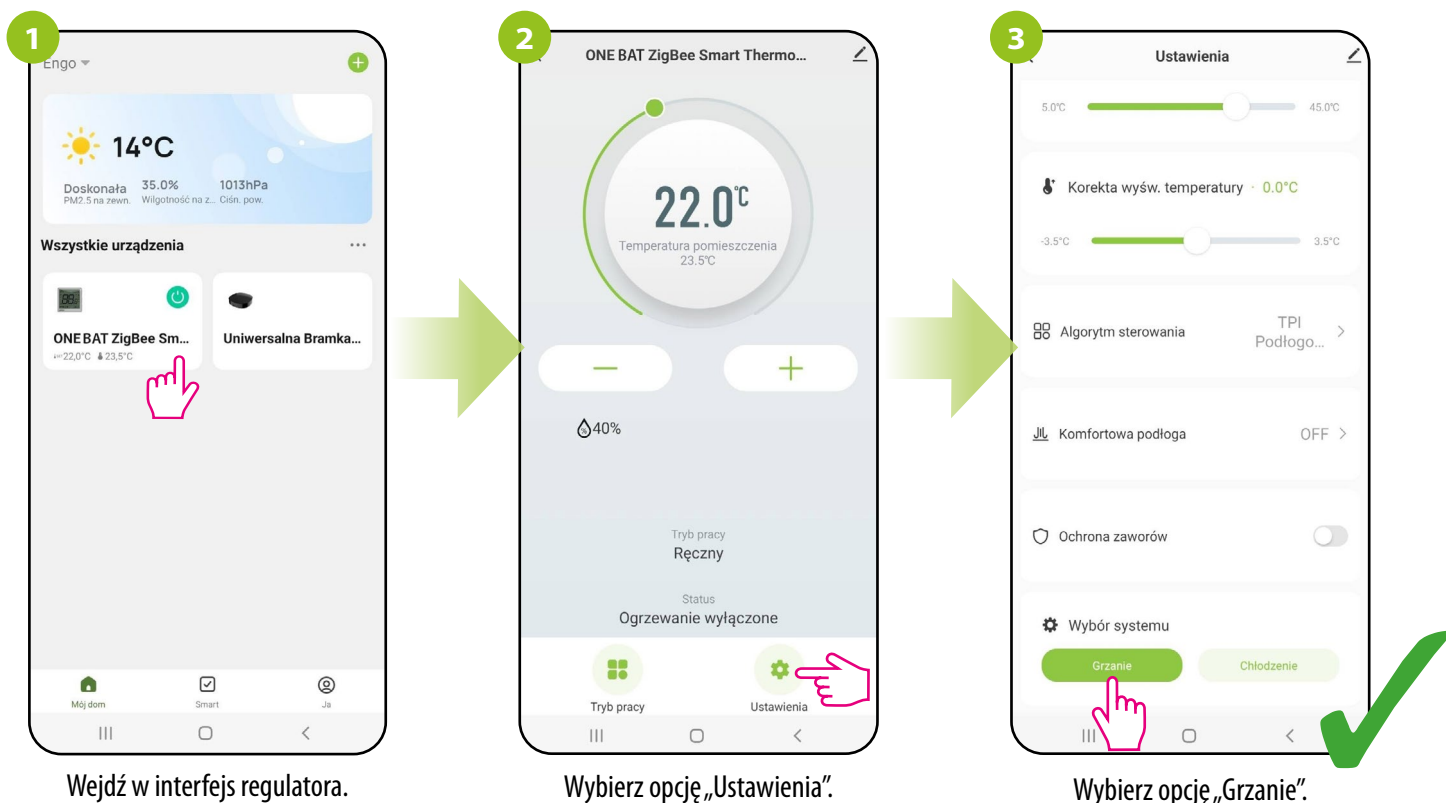 1
Engo
14°C
Doskonała 35.0% 1013hPa
PM2.5 na zewn. Wilgotność na z... Ciśn. pow.
Wszystkie urządzenia
ONE BAT ZigBee Sm...
22,0°C 23,5°C
Uniwersalna Bramka...
Mój dom Smart Ja
Wejdź w interfejs regulatora.
2
ONE BAT ZigBee Smart Thermo...
22.0°C
Temperatura pomieszczenia
23.5°C
40%
Tryb pracy
Ręczny
Status
Ogrzewanie wyłączone
Tryb pracy Ustawienia
Wybierz opcję „Ustawienia”.
3
Ustawienia
5.0°C 45.0°C
Korekta wyśw. temperatury · 0.0°C
-3.5°C 3.5°C
Algorytm sterowania TPI
Podłogo...
Komfortowa podłoga OFF
Ochrona zaworów
Wybór systemu
Grzanie Chłodzenie
Wybierz opcję „Grzanie”.